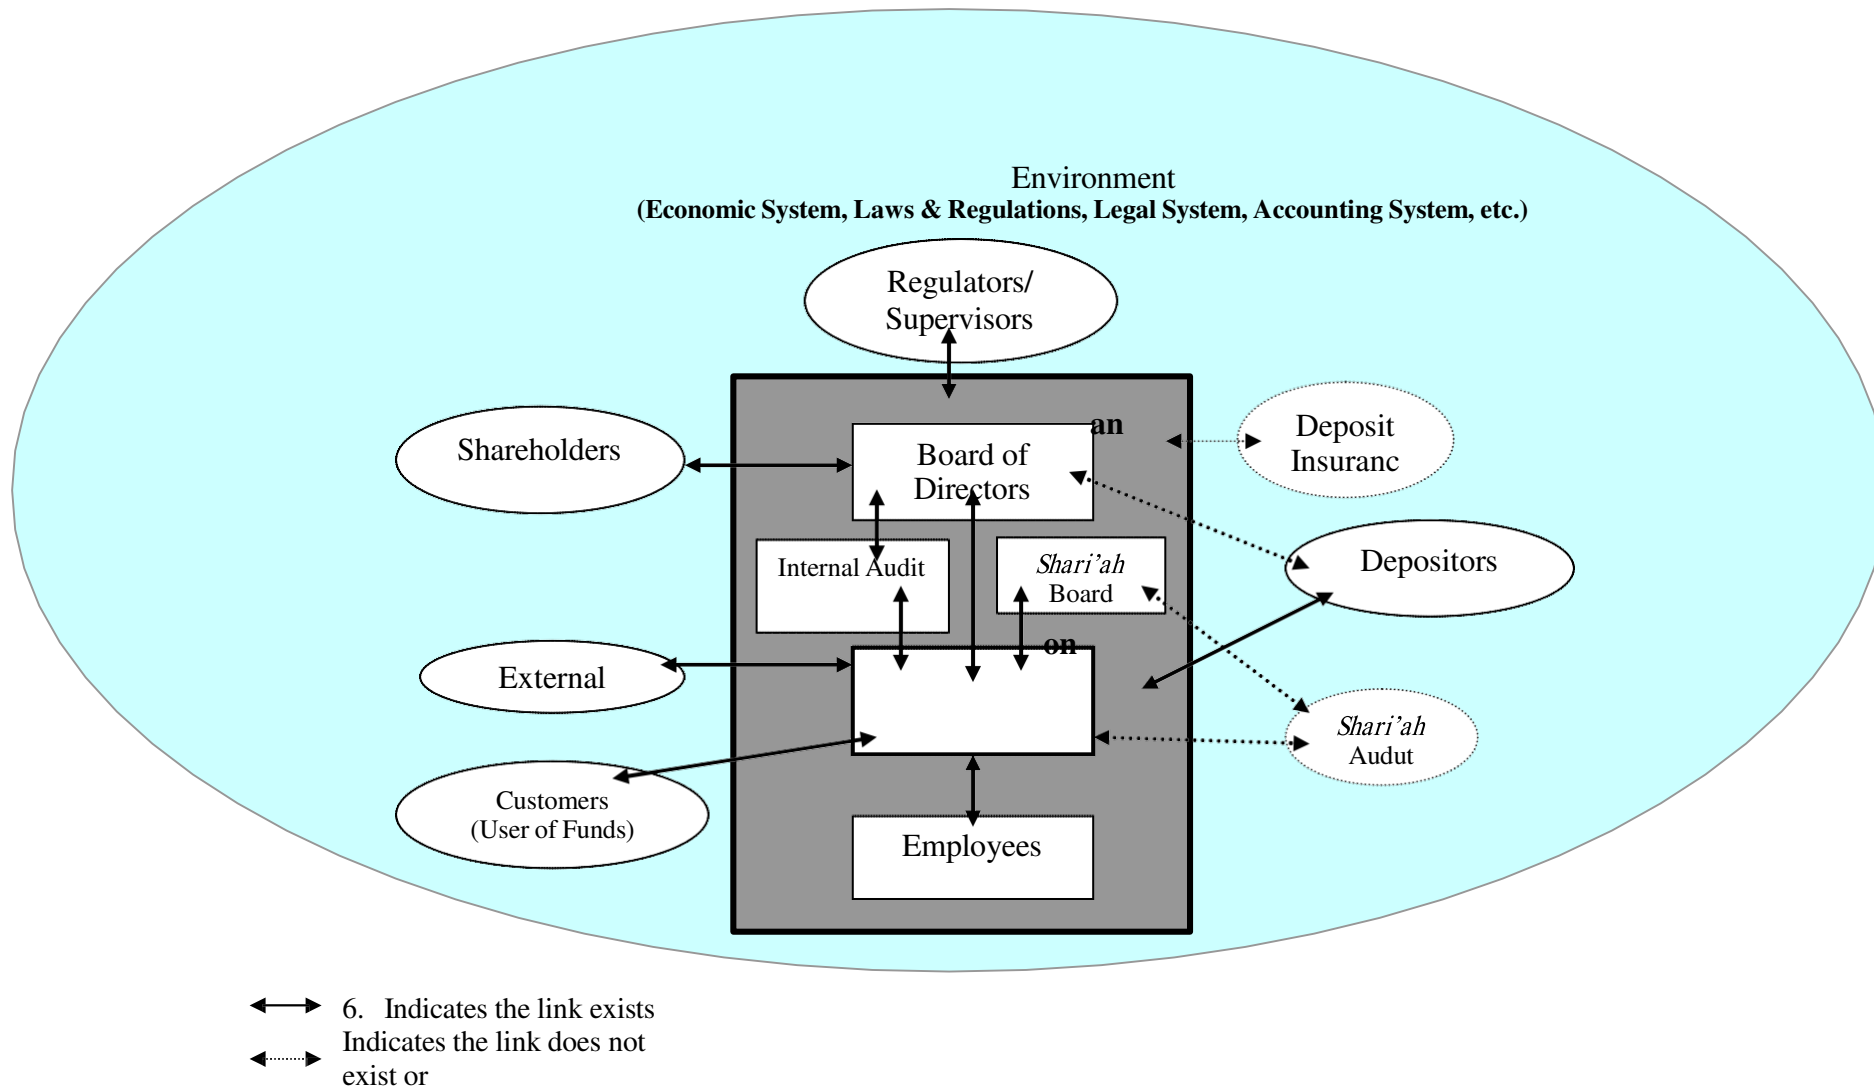 Environment
(Economic System, Laws & Regulations, Legal System, Accounting System, etc.)
Regulators/
Supervisors
Shareholders
an
Board of
Directors
Deposit
Insuranc
Internal Audit
Shari’ah
Board
Depositors
on
External
Shari’ah
Audut
Customers
(User of Funds)
Employees
6. Indicates the link exists
Indicates the link does not
exist or